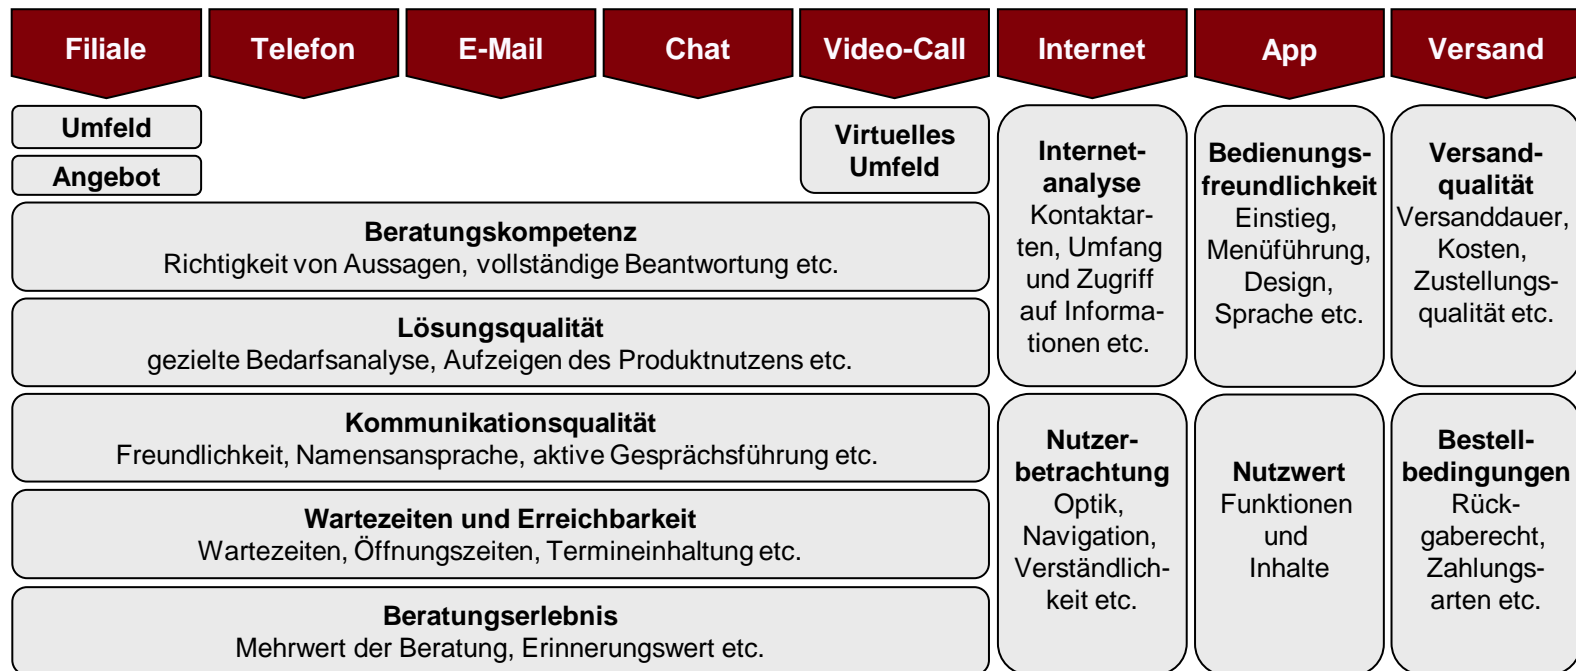 Filiale
Telefon
E-Mail
Chat
Video-Call
Internet
App
Versand
Umfeld
Angebot
Virtuelles
Umfeld
Beratungskompetenz
Richtigkeit von Aussagen, vollständige Beantwortung etc.
Lösungsqualität
gezielte Bedarfsanalyse, Aufzeigen des Produktnutzens etc.
Kommunikationsqualität
Freundlichkeit, Namensansprache, aktive Gesprächsführung etc.
Wartezeiten und Erreichbarkeit
Wartezeiten, Öffnungszeiten, Termineinhaltung etc.
Beratungserlebnis
Mehrwert der Beratung, Erinnerungswert etc.
Internet-
analyse
Kontaktar-
ten, Umfang
und Zugriff
auf Informa-
tionen etc.
Nutzer-
betrachtung
Optik,
Navigation,
Verständlich-
keit etc.
Bedienungs-
freundlichkeit
Einstieg,
Menüführung,
Design,
Sprache etc.
Nutzwert
Funktionen
und
Inhalte
Versand-
qualität
Versanddauer,
Kosten,
Zustellungs-
qualität etc.
Bestell-
bedingungen
Rück-
gaberecht,
Zahlungs-
arten etc.